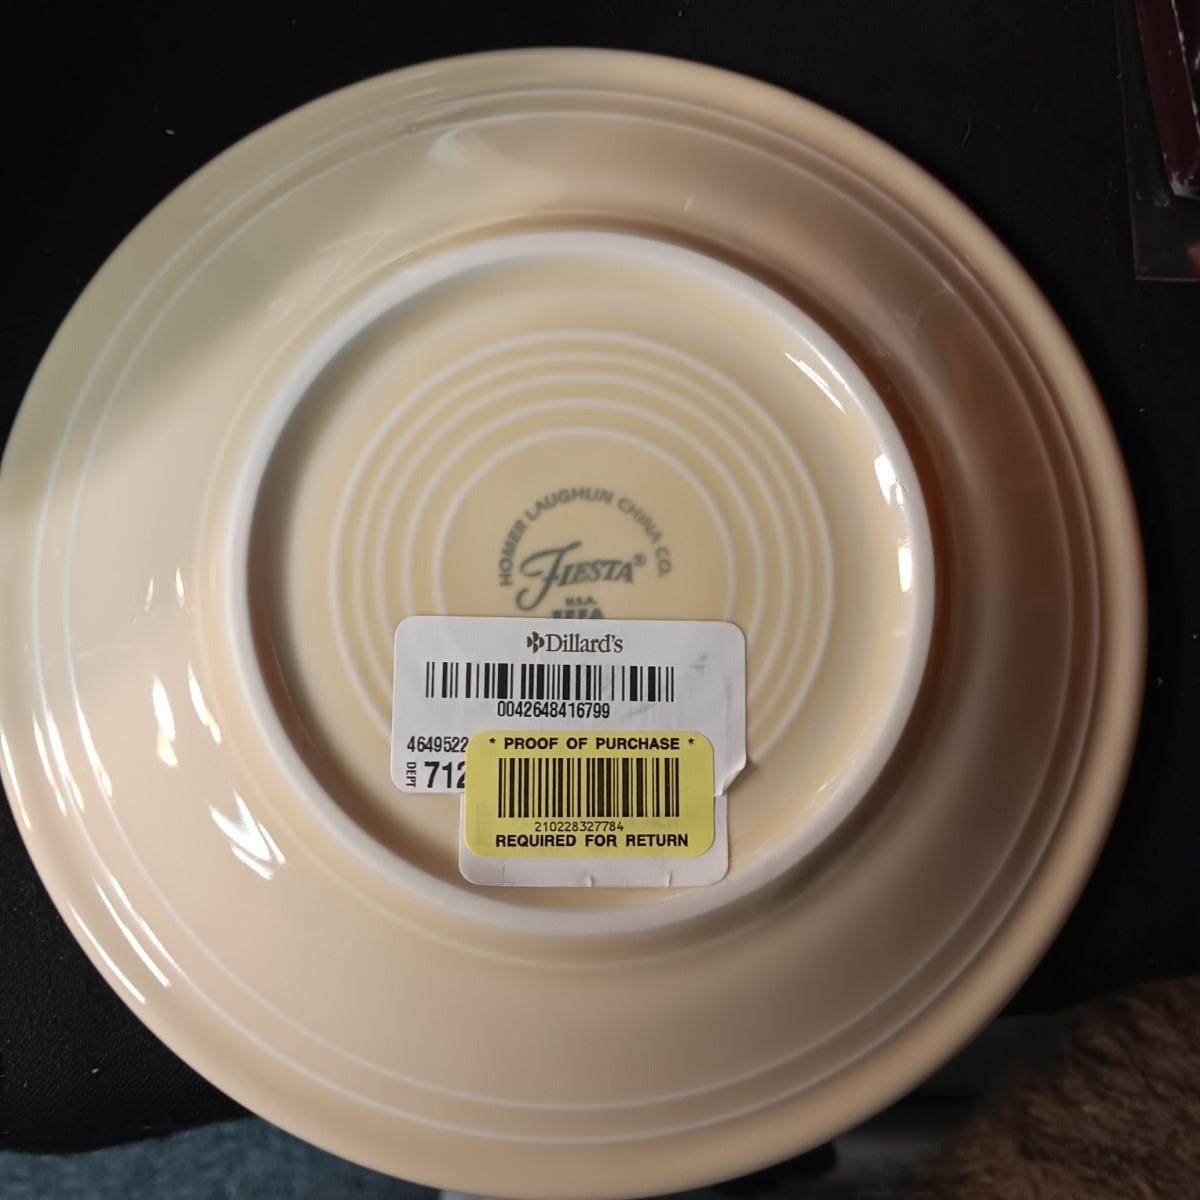 HOMER LAUGHLIN CHINA CO.
FIESTA®
U.S.A.
Dillard's
0042648416799
4649522
DEPT 712
* PROOF OF PURCHASE *
210228327784
REQUIRED FOR RETURN